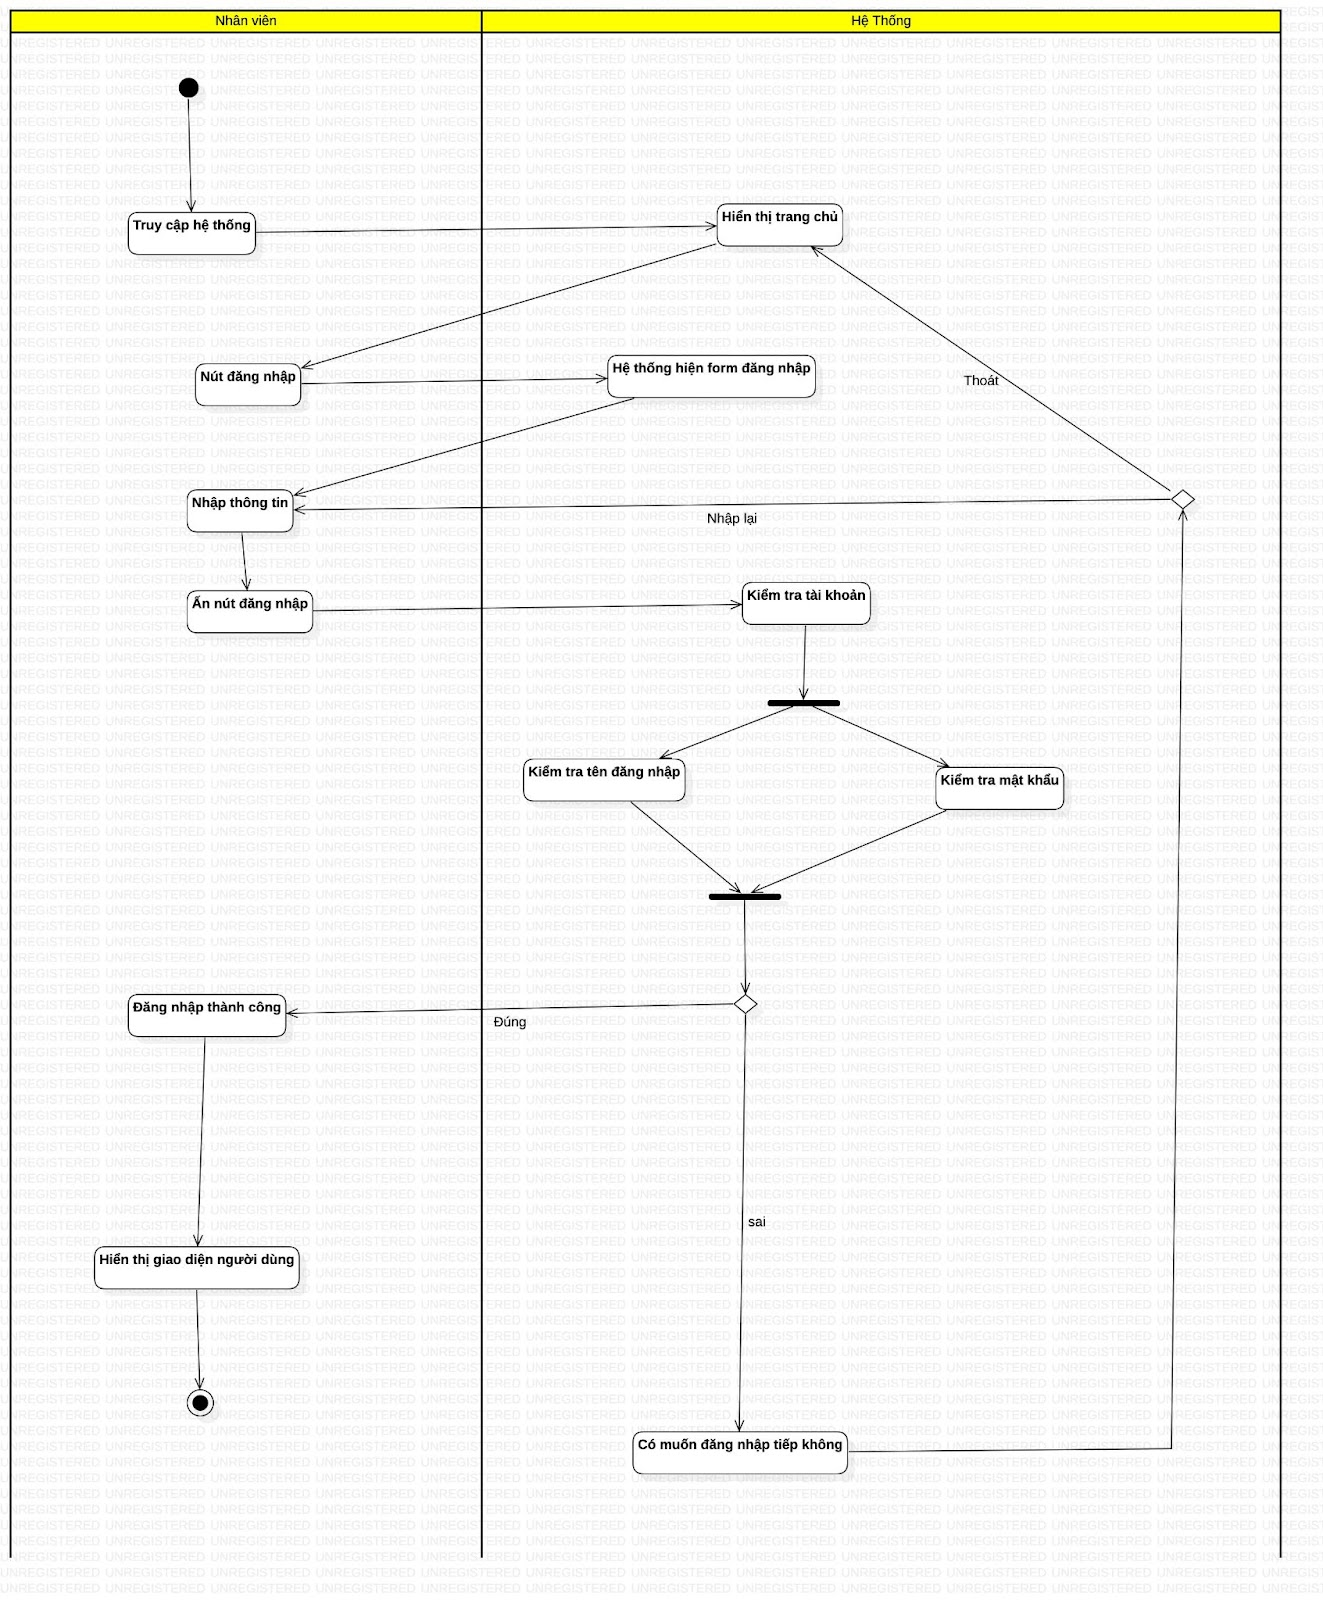 Nhân viên
Hệ Thống
Truy cập hệ thống
Hiển thị trang chủ
Nút đăng nhập
Hệ thống hiện form đăng nhập
Thoát
Nhập thông tin
Nhập lại
Ấn nút đăng nhập
Kiểm tra tài khoản
Kiểm tra tên đăng nhập
Kiểm tra mật khẩu
Đăng nhập thành công
Đúng
sai
Hiển thị giao diện người dùng
Có muốn đăng nhập tiếp không
UNREGISTERED